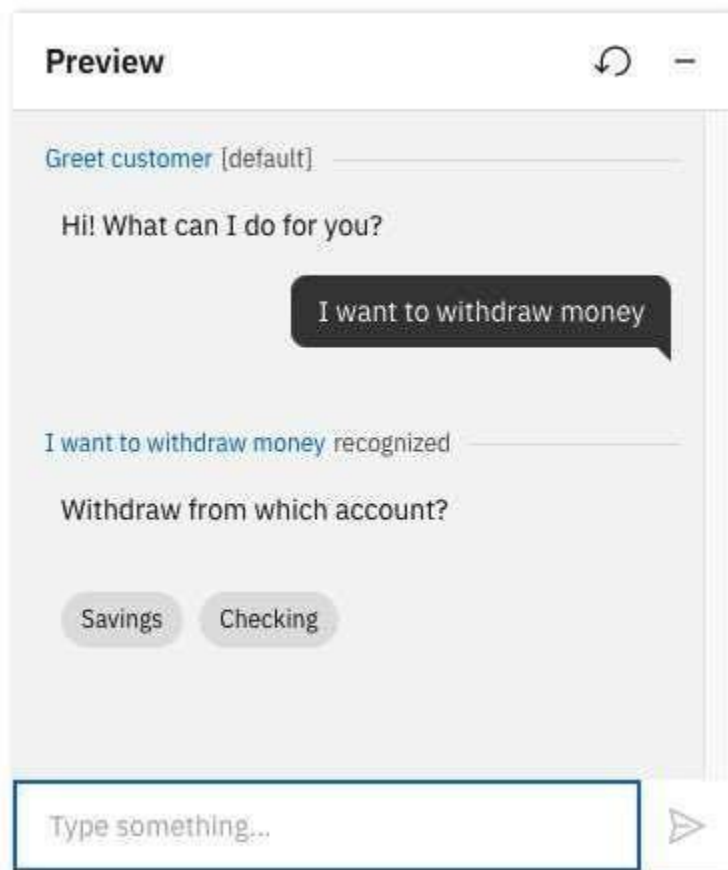 Preview
Greet customer [default]
Hi! What can I do for you?
I want to withdraw money
I want to withdraw money recognized
Withdraw from which account?
Savings Checking
Type something...